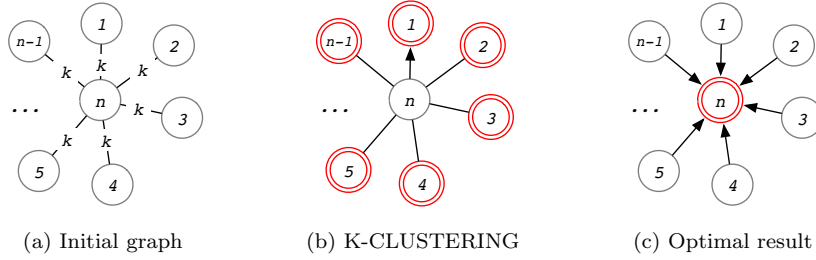 1
n-1
2
k
k
k
k
n
...
3
k
k
5
4
1
n-1
2
n
...
3
5
4
1
n-1
2
n
...
3
5
4
(a) Initial graph
(b) K-CLUSTERING
(c) Optimal result